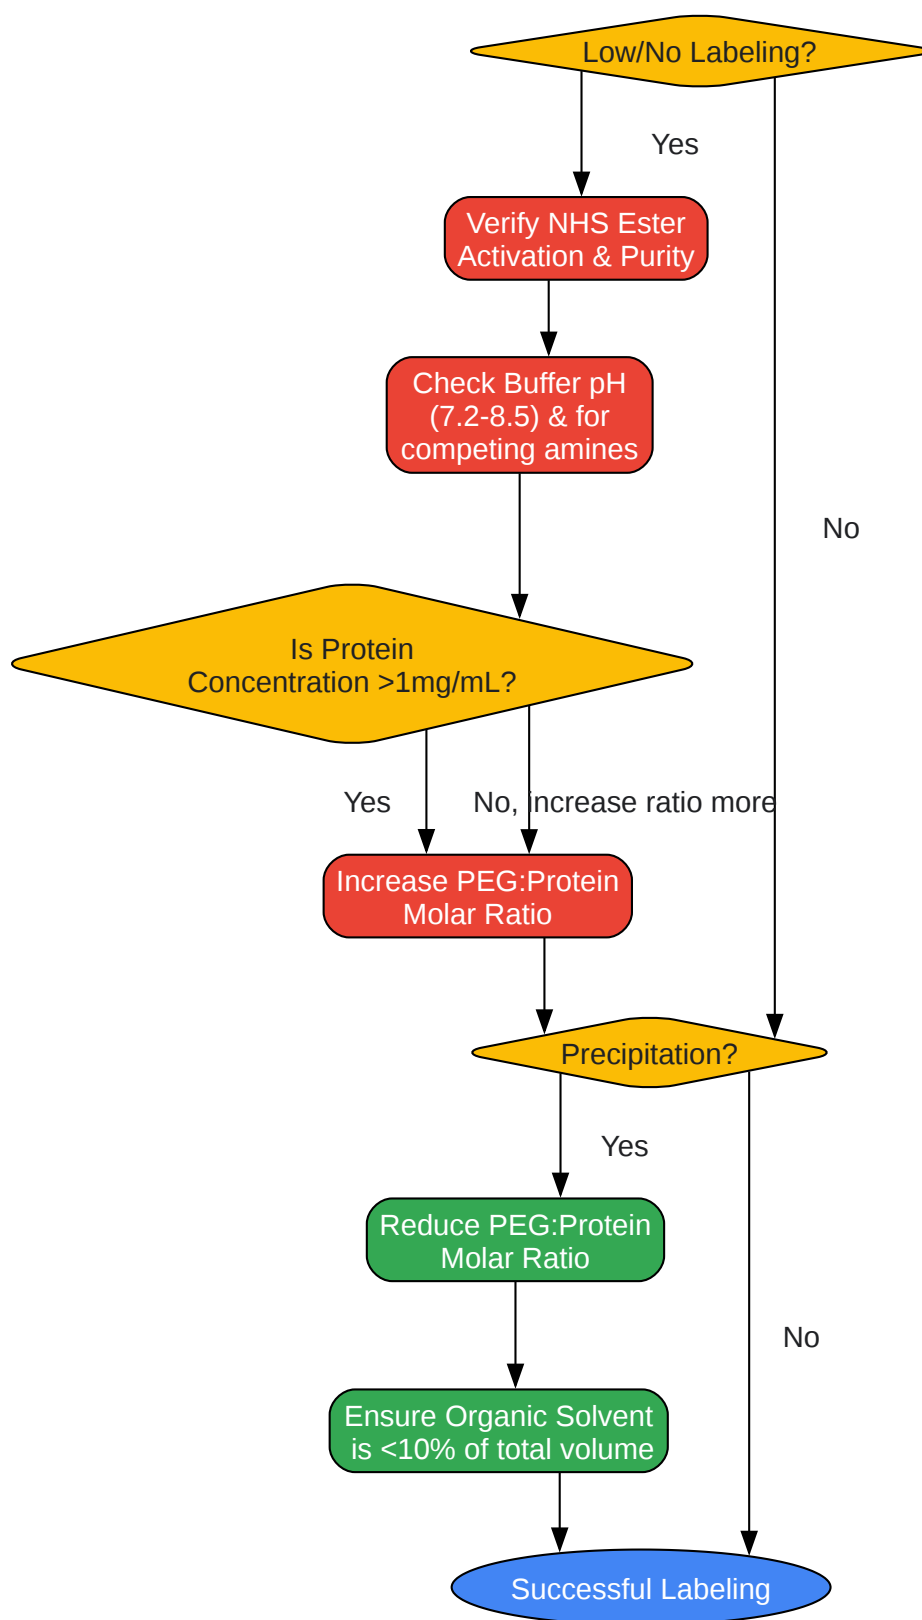 Low/No Labeling?
Yes
Verify NHS Ester
Activation & Purity
Check Buffer pH
(7.2-8.5) & for
competing amines
No
Is Protein
Concentration >1mg/mL?
Yes
No, increase ratio more
Increase PEG:Protein
Molar Ratio
Precipitation?
Yes
Reduce PEG:Protein
Molar Ratio
No
Ensure Organic Solvent
is <10% of total volume
Successful Labeling